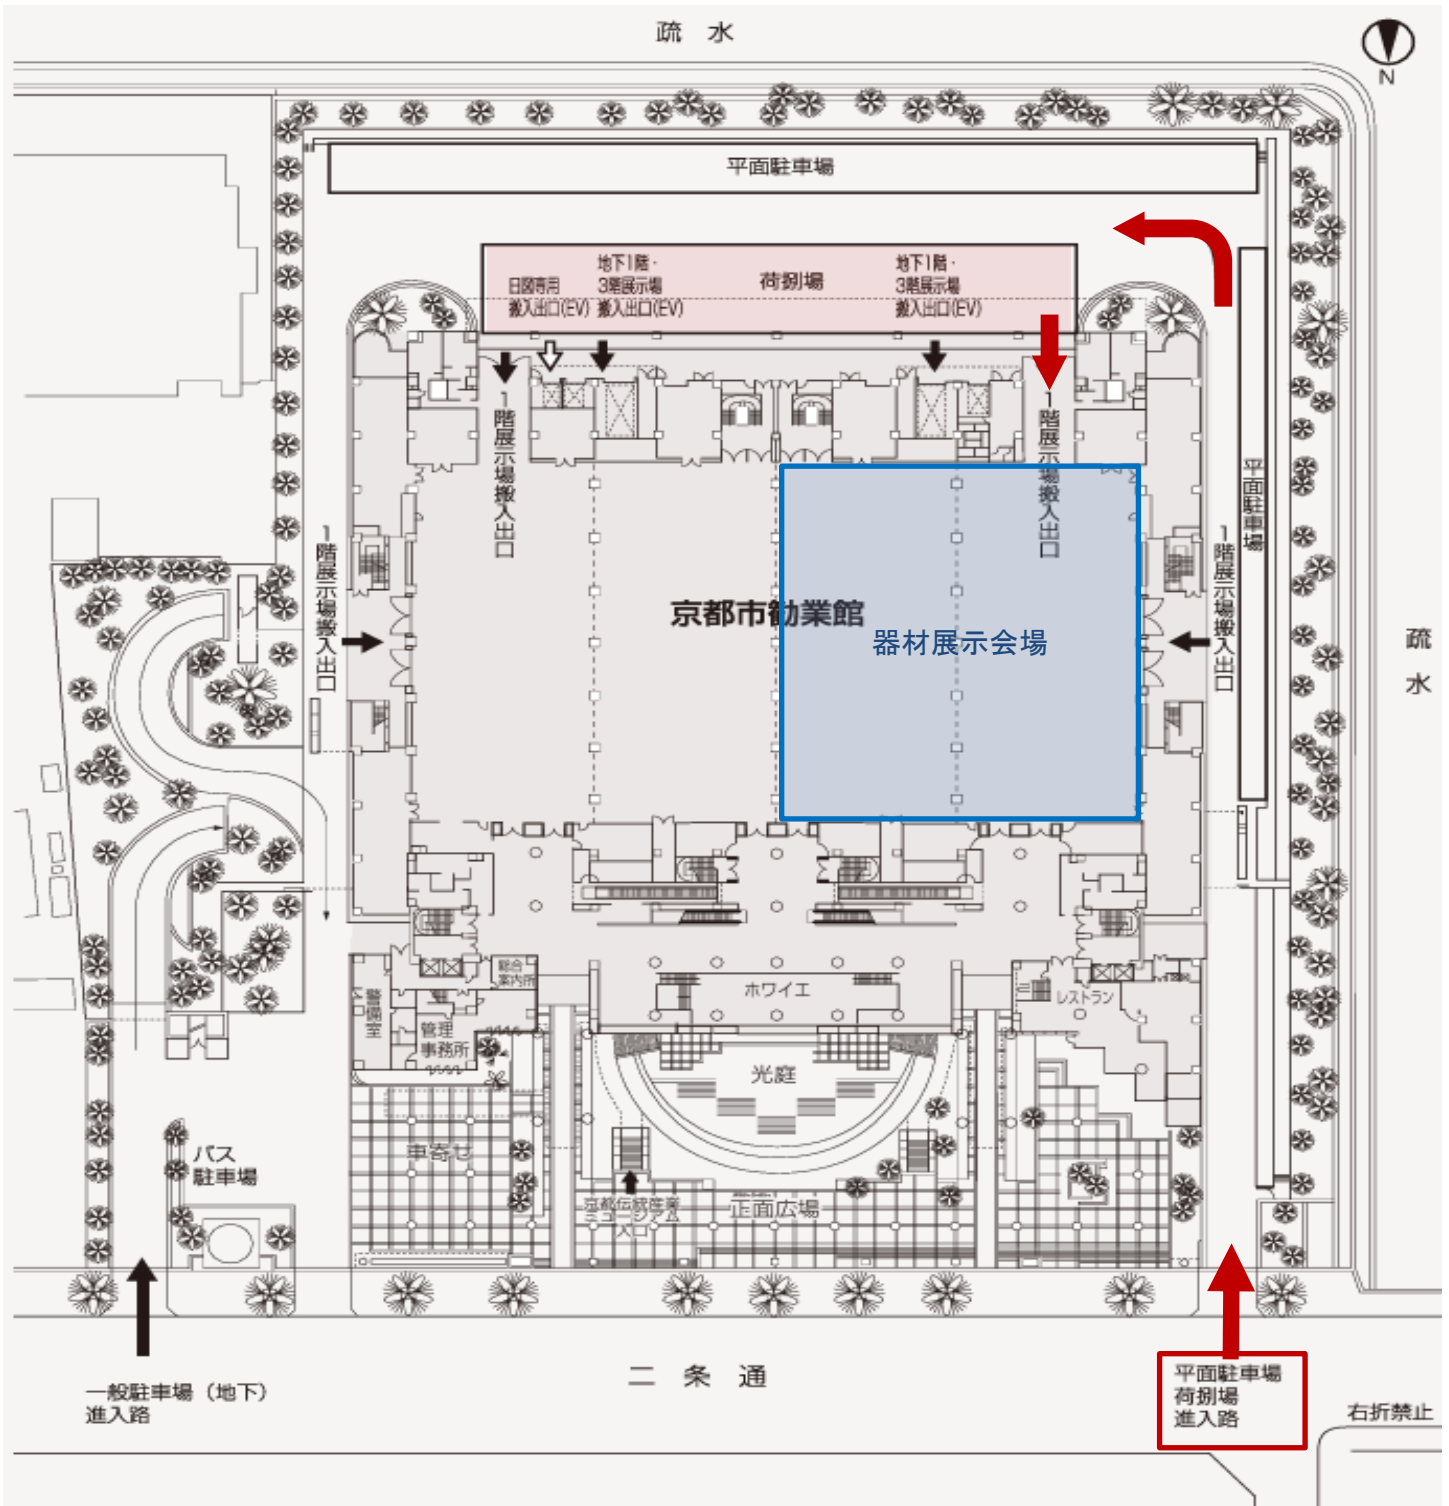 疏 水
N
平面駐車場
日図専用
搬入出口(EV)
地下1階・
3階展示場
搬入出口(EV)
荷捌場
地下1階・
3階展示場
搬入出口(EV)
1階展示場搬入出口
1階展示場搬入出口
平面駐車場
1階展示場搬入出口
1階展示場搬入出口
京都市勧業館
器材展示会場
疏水
総合
案内所
警備室
管理
事務所
ホワイエ
レストラン
光庭
車寄せ
バス
駐車場
京都伝統産業
ミュージアム
入口
正面広場
二 条 通
一般駐車場（地下）
進入路
平面駐車場
荷捌場
進入路
右折禁止